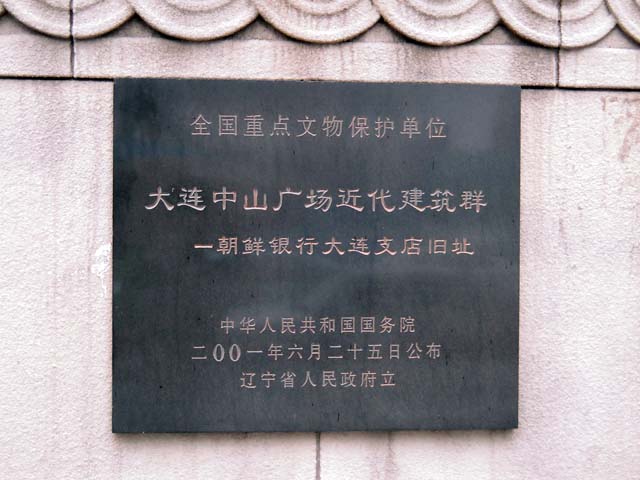 全国重点文物保护单位
大连中山广场近代建筑群
一朝鲜银行大连支店旧址
中华人民共和国国务院
二〇〇一年六月二十五日公布
辽宁省人民政府立